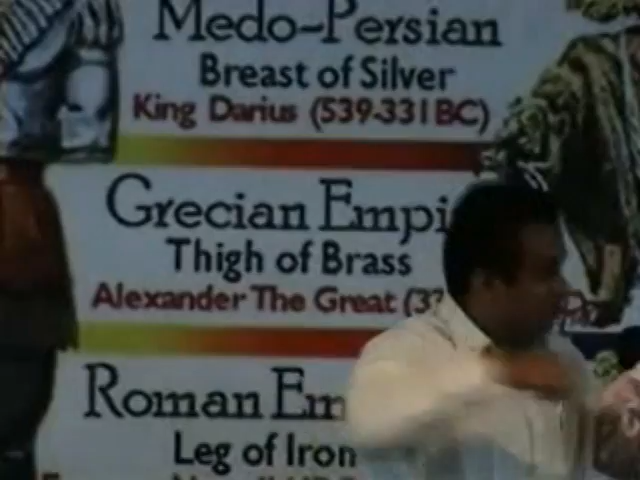 Medo-Persian
Breast of Silver
King Darius (539-331BC)
Grecian Empi
Thigh of Brass
Alexander The Great (33
Roman Em
Leg of Iron